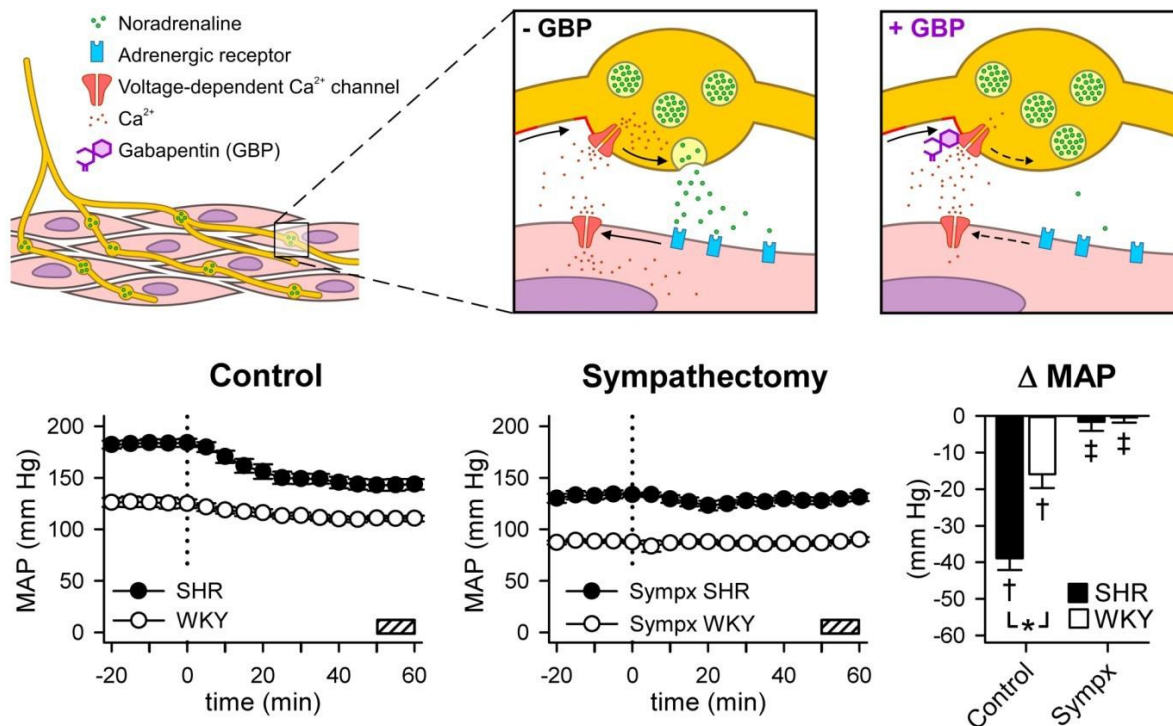 Noradrenaline
Adrenergic receptor
Voltage-dependent Ca²⁺ channel
Ca²⁺
Gabapentin (GBP)
- GBP
+ GBP
Control
MAP (mm Hg)
200
150
100
50
0
SHR
WKY
-20 0 20 40 60
time (min)
Sympathectomy
MAP (mm Hg)
200
150
100
50
0
Sympx SHR
Sympx WKY
-20 0 20 40 60
time (min)
Δ MAP
(mm Hg)
0
-10
-20
-30
-40
-50
-60
† † ‡ ‡
*
SHR
WKY
Control
Sympx